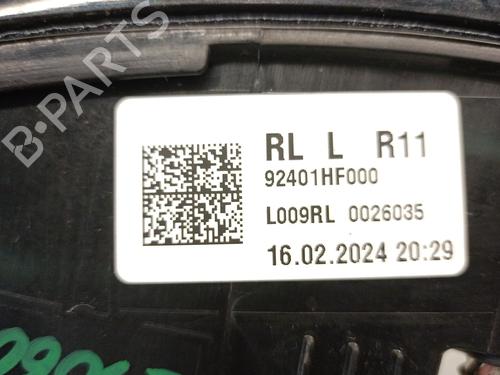 B-PARTS
RL L R11
92401HF000
L009RL 0026035
16.02.2024 20:29